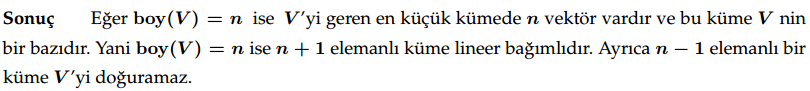 Sonuç Eğer boy(V) = n ise V'yi geren en küçük kümede n vektör vardır ve bu küme V nin
bir bazıdır. Yani boy(V) = n ise n + 1 elemanlı küme lineer bağımlıdır. Ayrıca n − 1 elemanlı bir
küme V'yi doğuramaz.